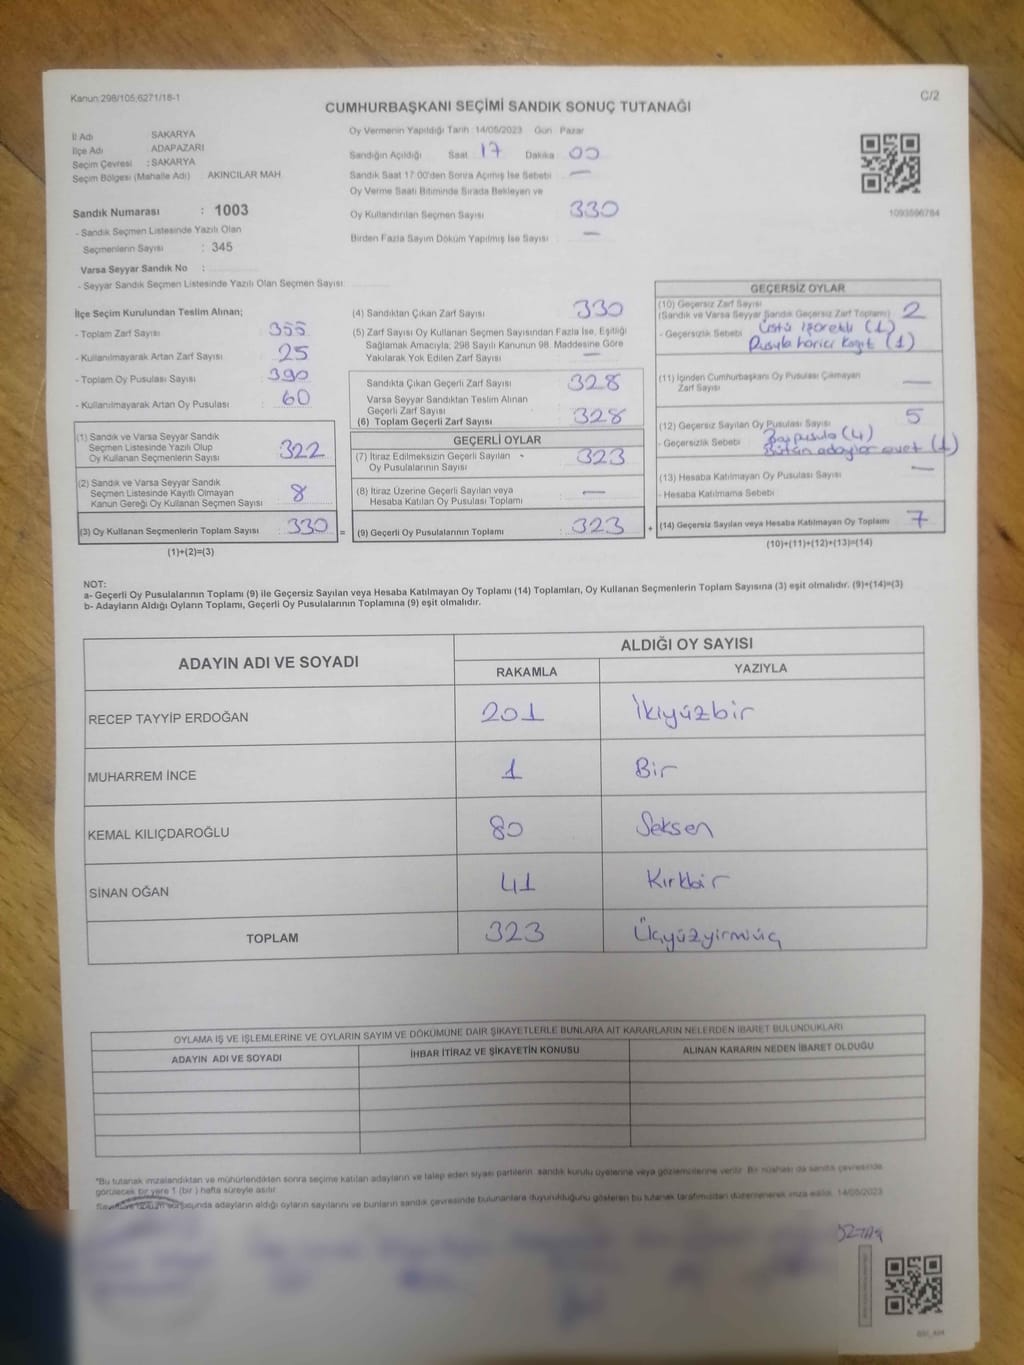 Kanun:298/105,6271/18-1
C/2
CUMHURBAŞKANI SEÇİMİ SANDIK SONUÇ TUTANAĞI
İl Adı SAKARYA
İlçe Adı ADAPAZARI
Seçim Çevresi : SAKARYA
Seçim Bölgesi (Mahalle Adı) AKINCILAR MAH.
Sandık Numarası : 1003
- Sandık Seçmen Listesinde Yazılı Olan
Seçmenlerin Sayısı : 345
Varsa Seyyar Sandık No :
- Seyyar Sandık Seçmen Listesinde Yazılı Olan Seçmen Sayısı:
Oy Vermenin Yapıldığı Tarih :14/05/2023 Gün Pazar
Sandığın Açıldığı Saat 17 Dakika 00
Sandık Saat 17:00'den Sonra Açılmış İse Sebebi : —
Oy Verme Saati Bitiminde Sırada Bekleyen ve
Oy Kullandırılan Seçmen Sayısı 330
Birden Fazla Sayım Döküm Yapılmış İse Sayısı : —
1093596784
İlçe Seçim Kurulundan Teslim Alınan;
- Toplam Zarf Sayısı : 355
- Kullanılmayarak Artan Zarf Sayısı : 25
- Toplam Oy Pusulası Sayısı : 390
- Kullanılmayarak Artan Oy Pusulası : 60
(1) Sandık ve Varsa Seyyar Sandık
Seçmen Listesinde Yazılı Olup
Oy Kullanan Seçmenlerin Sayısı : 322
(2) Sandık ve Varsa Seyyar Sandık
Seçmen Listesinde Kayıtlı Olmayan
Kanun Gereği Oy Kullanan Seçmen Sayısı : 8
(3) Oy Kullanan Seçmenlerin Toplam Sayısı : 330
(1)+(2)=(3)
=
(4) Sandıktan Çıkan Zarf Sayısı : 330
(5) Zarf Sayısı Oy Kullanan Seçmen Sayısından Fazla İse, Eşitliği
Sağlamak Amacıyla, 298 Sayılı Kanunun 98. Maddesine Göre
Yakılarak Yok Edilen Zarf Sayısı : —
Sandıkta Çıkan Geçerli Zarf Sayısı : 328
Varsa Seyyar Sandıktan Teslim Alınan
Geçerli Zarf Sayısı
(6) Toplam Geçerli Zarf Sayısı : 328
GEÇERLİ OYLAR
(7) İtiraz Edilmeksizin Geçerli Sayılan
Oy Pusulalarının Sayısı : 323
(8) İtiraz Üzerine Geçerli Sayılan veya
Hesaba Katılan Oy Pusulası Toplamı : —
(9) Geçerli Oy Pusulalarının Toplamı : 323
+
GEÇERSİZ OYLAR
(10) Geçersiz Zarf Sayısı
(Sandık ve Varsa Seyyar Sandık Geçersiz Zarf Toplamı) : 2
- Geçersizlik Sebebi : Üstü İşaretli (1)
Pusula harici kağıt (1)
(11) İçinden Cumhurbaşkanı Oy Pusulası Çıkmayan
Zarf Sayısı —
(12) Geçersiz Sayılan Oy Pusulası Sayısı : 5
- Geçersizlik Sebebi Boş pusula (4)
Bütün adaylar evet (1)
(13) Hesaba Katılmayan Oy Pusulası Sayısı : —
- Hesaba Katılmama Sebebi
(14) Geçersiz Sayılan veya Hesaba Katılmayan Oy Toplamı 7
(10)+(11)+(12)+(13)=(14)
NOT:
a- Geçerli Oy Pusulalarının Toplamı (9) ile Geçersiz Sayılan veya Hesaba Katılmayan Oy Toplamı (14) Toplamları, Oy Kullanan Seçmenlerin Toplam Sayısına (3) eşit olmalıdır. (9)+(14)=(3)
b- Adayların Aldığı Oyların Toplamı, Geçerli Oy Pusulalarının Toplamına (9) eşit olmalıdır.
ADAYIN ADI VE SOYADI ALDIĞI OY SAYISI
RAKAMLA YAZIYLA
RECEP TAYYİP ERDOĞAN 201 İkiyüzbir
MUHARREM İNCE 1 Bir
KEMAL KILIÇDAROĞLU 80 Seksen
SİNAN OĞAN 41 Kırkbir
TOPLAM 323 Üçyüzyirmiüç
OYLAMA İŞ VE İŞLEMLERİNE VE OYLARIN SAYIM VE DÖKÜMÜNE DAİR ŞİKAYETLERLE BUNLARA AİT KARARLARIN NELERDEN İBARET BULUNDUKLARI
ADAYIN ADI VE SOYADI İHBAR İTİRAZ VE ŞİKAYETİN KONUSU ALINAN KARARIN NEDEN İBARET OLDUĞU
*Bu tutanak imzalandıktan ve mühürlendikten sonra seçime katılan adayların ve talep eden siyasi partilerin sandık kurulu üyelerine veya gözlemcilerine verilir. Bir nüshası da sandık çevresinde
görülecek bir yere 1 (bir ) hafta süreyle asılır.
Sayım ve döküm sonucunda adayların aldığı oyların sayılarını ve bunların sandık çevresinde bulunanlara duyurulduğunu gösteren bu tutanak tarafımızdan düzenlenerek imza edildi. 14/05/2023